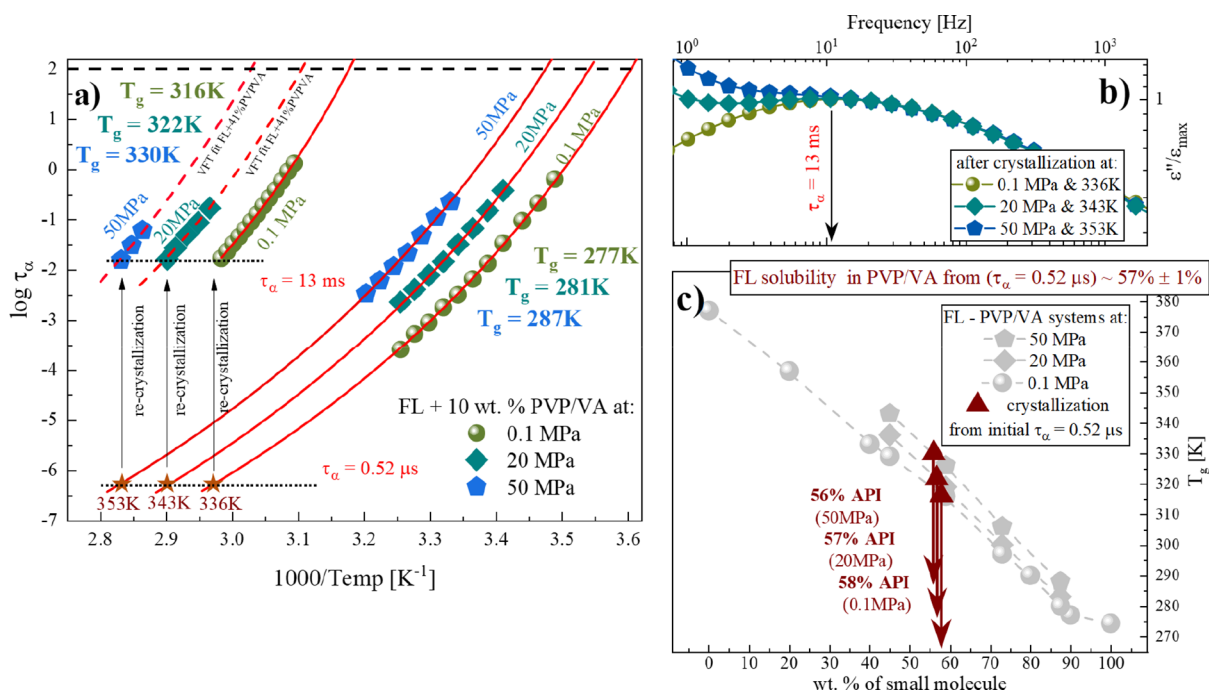 a)
T_g = 316K
T_g = 322K
T_g = 330K
VFT fit FL+41%PVPVA
VFT fit FL+41%PVPVA
50MPa
20MPa
0.1 MPa
50MPa
20MPa
0.1 MPa
T_g = 277K
T_g = 281K
T_g = 287K
τ_α = 13 ms
re-crystallization
re-crystallization
re-crystallization
FL + 10 wt. % PVP/VA at:
0.1 MPa
20 MPa
50 MPa
τ_α = 0.52 μs
353K 343K 336K
log τ_α
2
1
0
-1
-2
-3
-4
-5
-6
-7
2.8 2.9 3.0 3.1 3.2 3.3 3.4 3.5 3.6
1000/Temp [K⁻¹]
Frequency [Hz]
10⁰ 10¹ 10² 10³
b)
1
ε''/ε_max
τ_α = 13 ms
after crystallization at:
0.1 MPa & 336K
20 MPa & 343K
50 MPa & 353K
FL solubility in PVP/VA from (τ_α = 0.52 μs) ~ 57% ± 1%
c)
FL - PVP/VA systems at:
50 MPa
20 MPa
0.1 MPa
crystallization
from initial τ_α = 0.52 μs
56% API
(50MPa)
57% API
(20MPa)
58% API
(0.1MPa)
380
370
360
350
340
330
320
310
300
290
280
270
T_g [K]
0 10 20 30 40 50 60 70 80 90 100
wt. % of small molecule